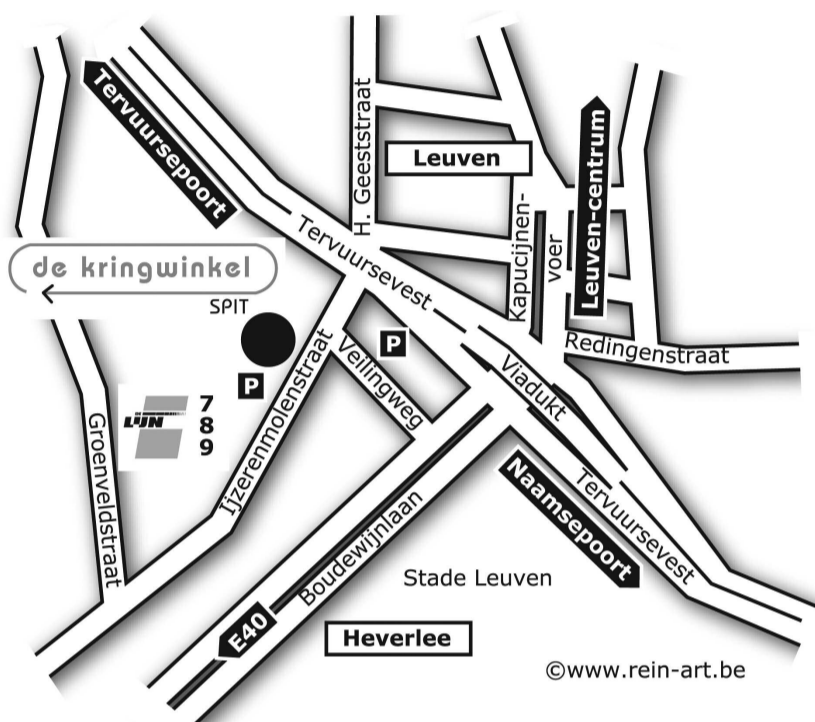 Tervuursepoort
H. Geeststraat
Leuven
Kapucijnen-
voer
Leuven-centrum
Tervuursevest
de kringwinkel
SPIT
P
P
Veilingweg
Viadukt
Redingenstraat
LIJN
7
8
9
Groenveldstraat
Ijzerenmolenstraat
Boudewijnlaan
Naamsepoort
Tervuursevest
Stade Leuven
E40
Heverlee
©www.rein-art.be